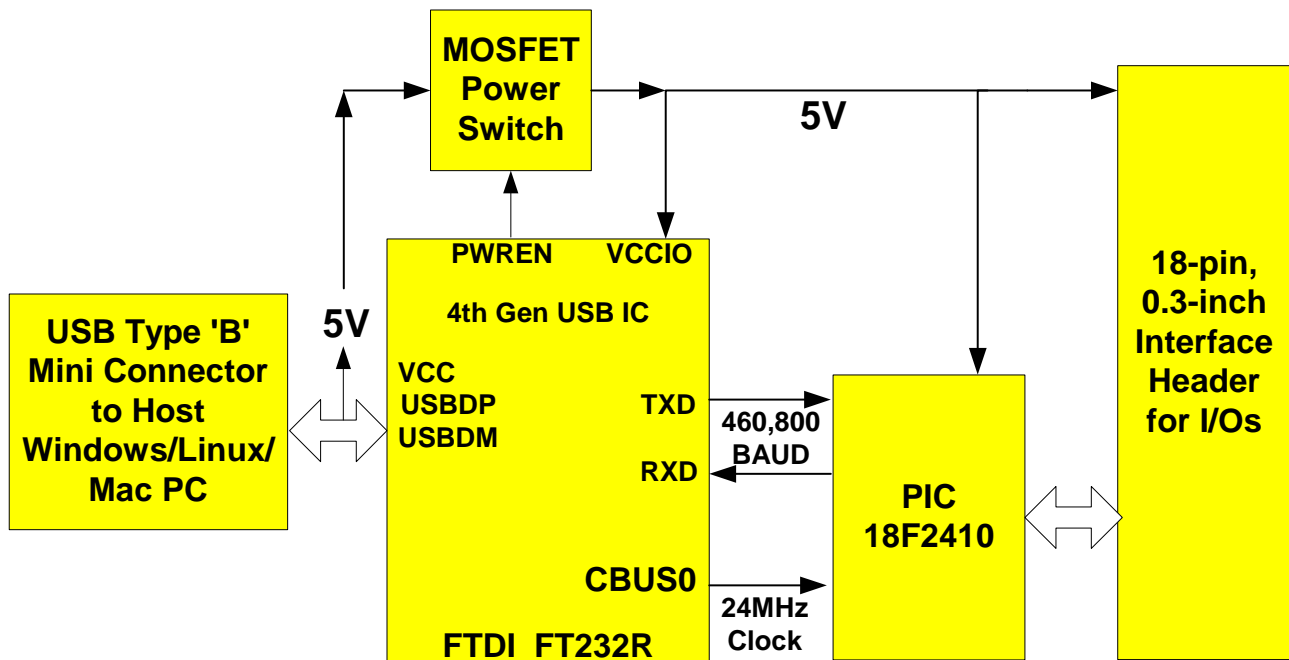 MOSFET
Power
Switch
5V
18-pin,
0.3-inch
Interface
Header
for I/Os
PWREN
VCCIO
4th Gen USB IC
USB Type 'B'
Mini Connector
to Host
Windows/Linux/
Mac PC
5V
VCC
USBDP
USBDM
TXD
460,800
BAUD
RXD
PIC
18F2410
CBUS0
24MHz
Clock
FTDI FT232R